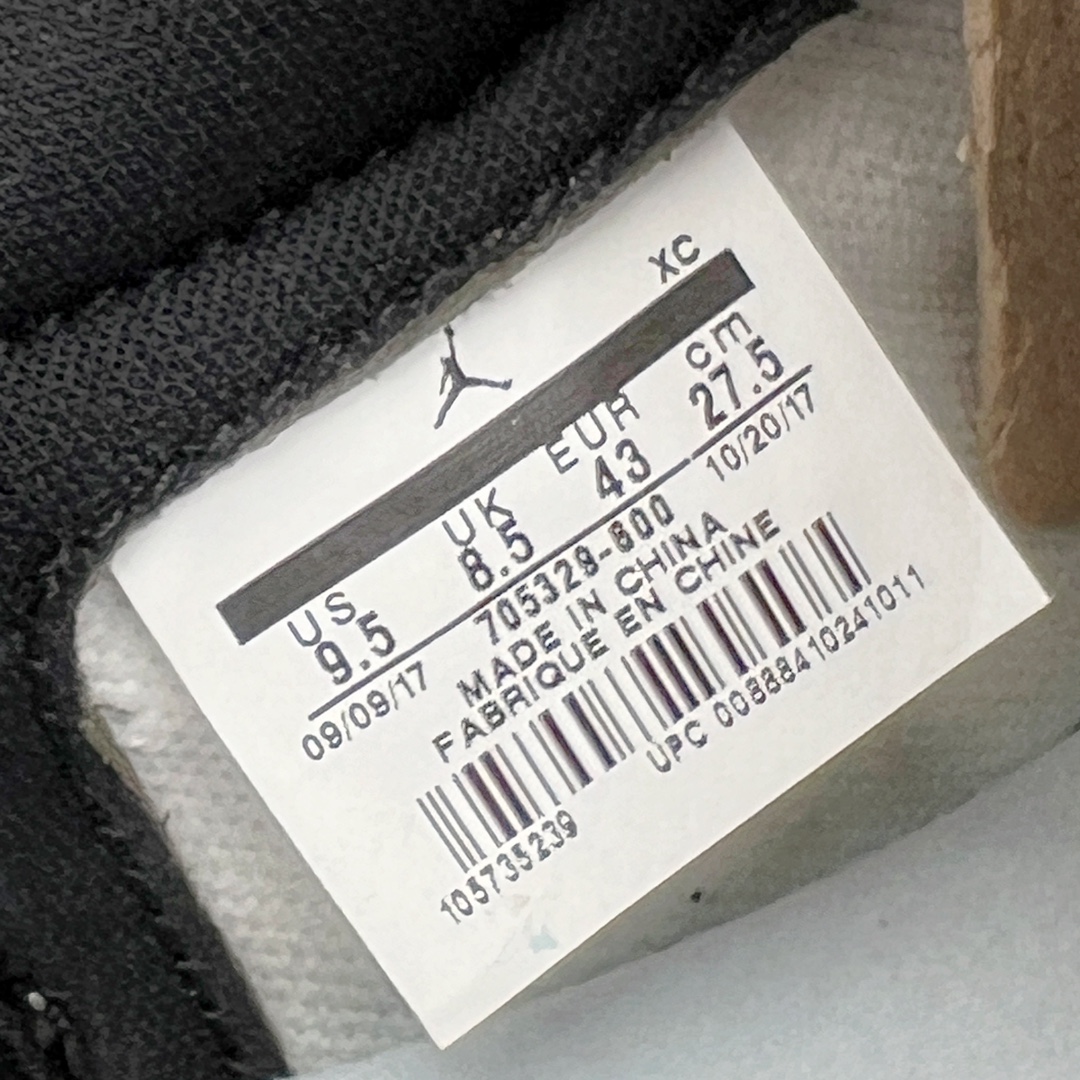 XC
US UK EUR cm
9.5 8.5 43 27.5
09/09/17 705329-600 10/20/17
MADE IN CHINA
FABRIQUE EN CHINE
UPC 00888410241011
105735239